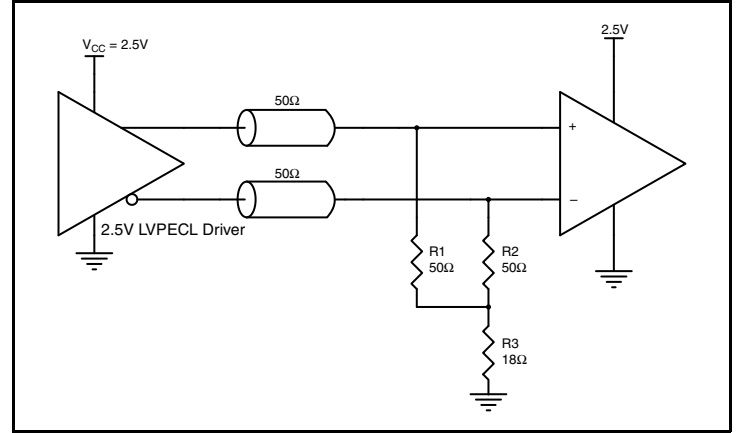 2.5V
V_CC = 2.5V
50Ω
+
50Ω
–
2.5V LVPECL Driver
R1
50Ω
R2
50Ω
R3
18Ω